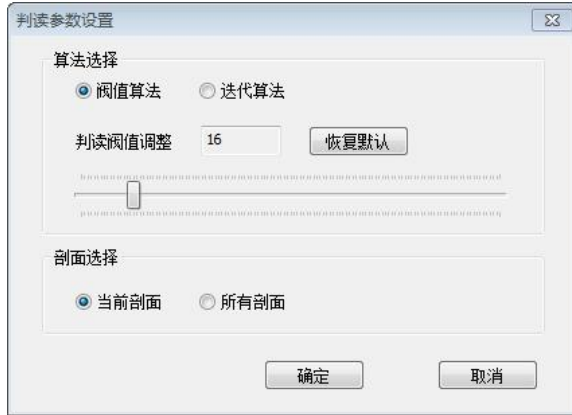 判读参数设置
算法选择
阀值算法 迭代算法
判读阀值调整 16 恢复默认
剖面选择
当前剖面 所有剖面
确定 取消